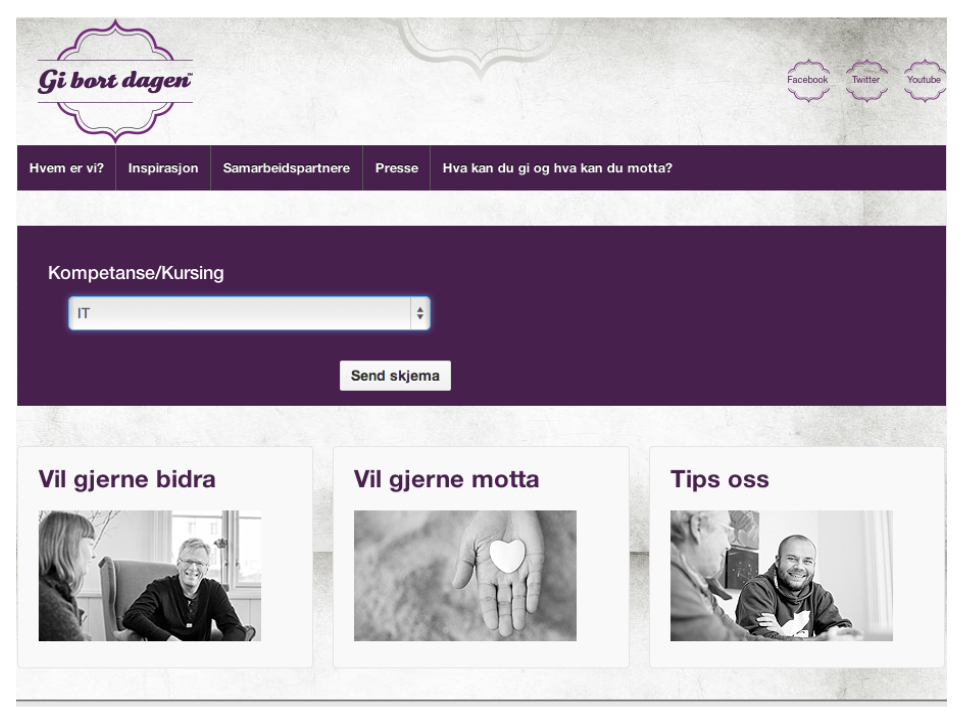 Gi bort dagen™
Facebook
Twitter
Youtube
Hvem er vi?
Inspirasjon
Samarbeidspartnere
Presse
Hva kan du gi og hva kan du motta?
Kompetanse/Kursing
IT
Send skjema
Vil gjerne bidra
Vil gjerne motta
Tips oss